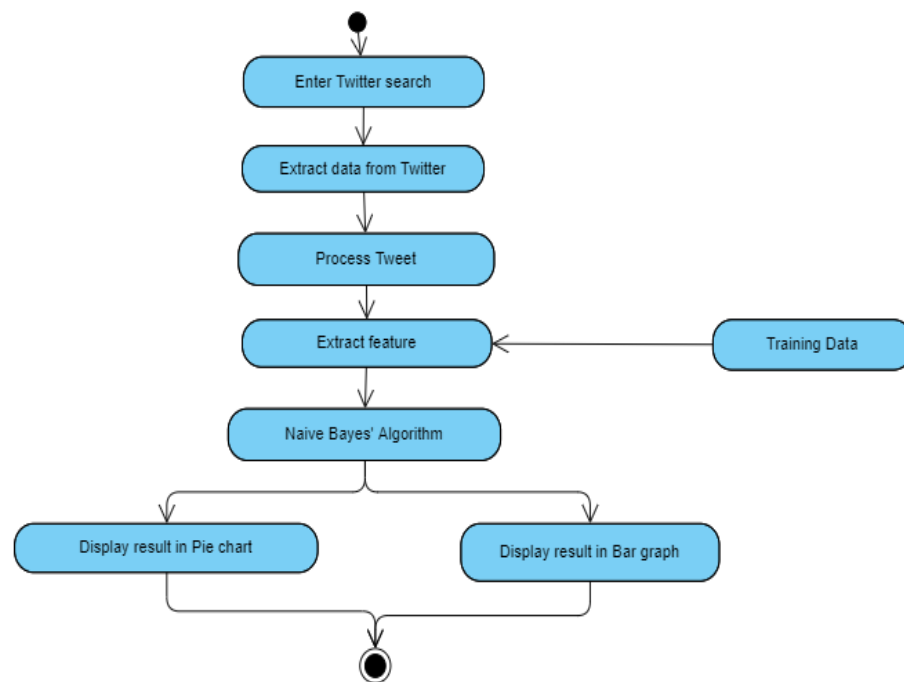 Enter Twitter search
Extract data from Twitter
Process Tweet
Extract feature
Training Data
Naive Bayes' Algorithm
Display result in Pie chart
Display result in Bar graph